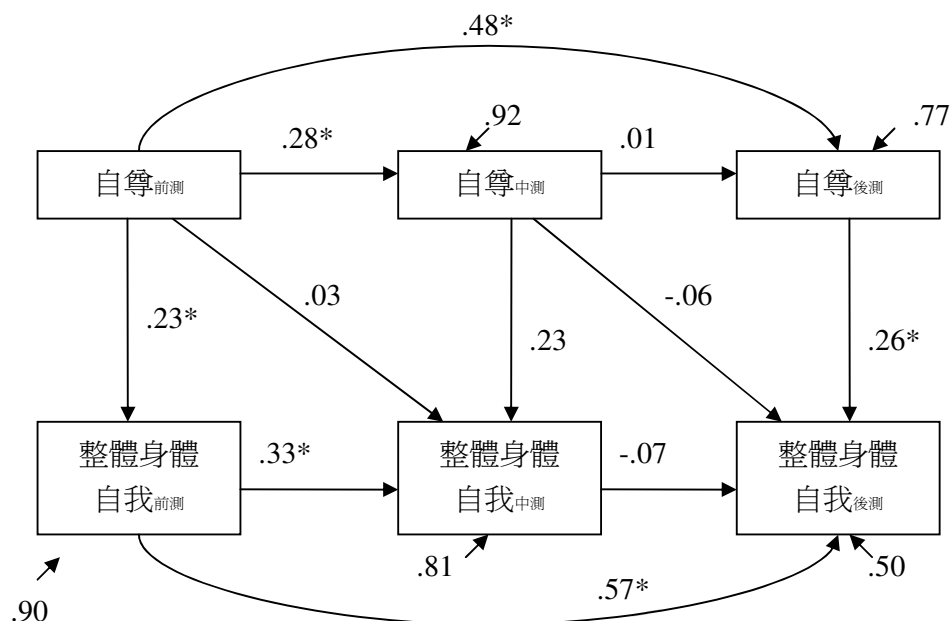 .48*
.92
.77
.28*
.01
自尊前測
自尊中測
自尊後測
.03
-.06
.23*
.23
.26*
整體身體
自我前測
.33*
整體身體
自我中測
-.07
整體身體
自我後測
.81
.50
.57*
.90